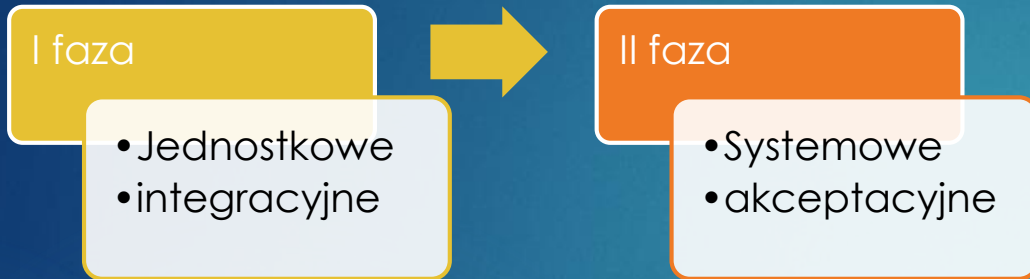 I faza
•Jednostkowe
•integracyjne
II faza
•Systemowe
•akceptacyjne